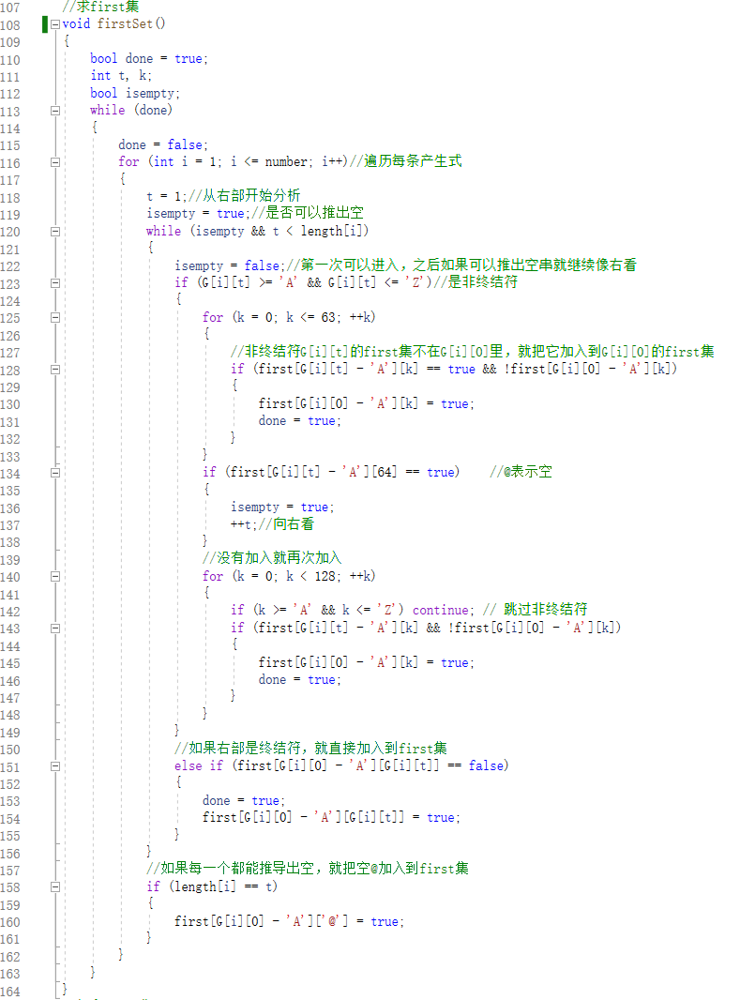 107 //求first集
108 void firstSet()
109 {
110 bool done = true;
111 int t, k;
112 bool isempty;
113 while (done)
114 {
115 done = false;
116 for (int i = 1; i <= number; i++)//遍历每条产生式
117 {
118 t = 1;//从右部开始分析
119 isempty = true;//是否可以推出空
120 while (isempty && t < length[i])
121 {
122 isempty = false;//第一次可以进入，之后如果可以推出空串就继续像右看
123 if (G[i][t] >= 'A' && G[i][t] <= 'Z')//是非终结符
124 {
125 for (k = 0; k <= 63; ++k)
126 {
127 //非终结符G[i][t]的first集不在G[i][0]里，就把它加入到G[i][0]的first集
128 if (first[G[i][t] - 'A'][k] == true && !first[G[i][0] - 'A'][k])
129 {
130 first[G[i][0] - 'A'][k] = true;
131 done = true;
132 }
133 }
134 if (first[G[i][t] - 'A'][64] == true) //@表示空
135 {
136 isempty = true;
137 ++t;//向右看
138 }
139 //没有加入就再次加入
140 for (k = 0; k < 128; ++k)
141 {
142 if (k >= 'A' && k <= 'Z') continue; // 跳过非终结符
143 if (first[G[i][t] - 'A'][k] && !first[G[i][0] - 'A'][k])
144 {
145 first[G[i][0] - 'A'][k] = true;
146 done = true;
147 }
148 }
149 }
150 //如果右部是终结符，就直接加入到first集
151 else if (first[G[i][0] - 'A'][G[i][t]] == false)
152 {
153 done = true;
154 first[G[i][0] - 'A'][G[i][t]] = true;
155 }
156 }
157 //如果每一个都能推导出空，就把空@加入到first集
158 if (length[i] == t)
159 {
160 first[G[i][0] - 'A']['@'] = true;
161 }
162 }
163 }
164 }